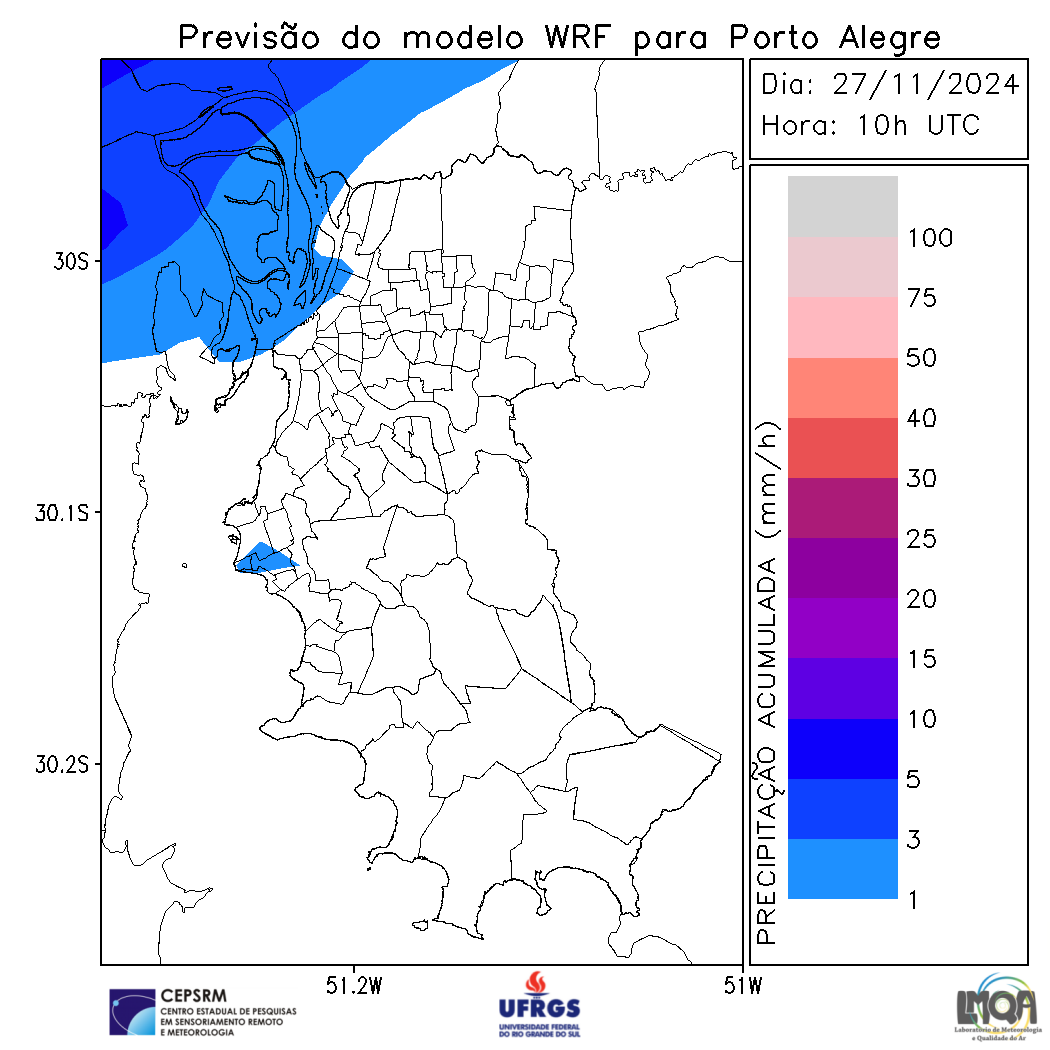 Previsão do modelo WRF para Porto Alegre
Dia: 27/11/2024
Hora: 10h UTC
100
75
50
40
30
25
20
15
10
5
3
1
PRECIPITAÇÃO ACUMULADA (mm/h)
30S
30.1S
30.2S
51.2W
51W
CEPSRM
CENTRO ESTADUAL DE PESQUISAS
EM SENSORIAMENTO REMOTO
E METEOROLOGIA
UFRGS
UNIVERSIDADE FEDERAL
DO RIO GRANDE DO SUL
LMQA
Laboratório de Meteorologia
e Qualidade do Ar